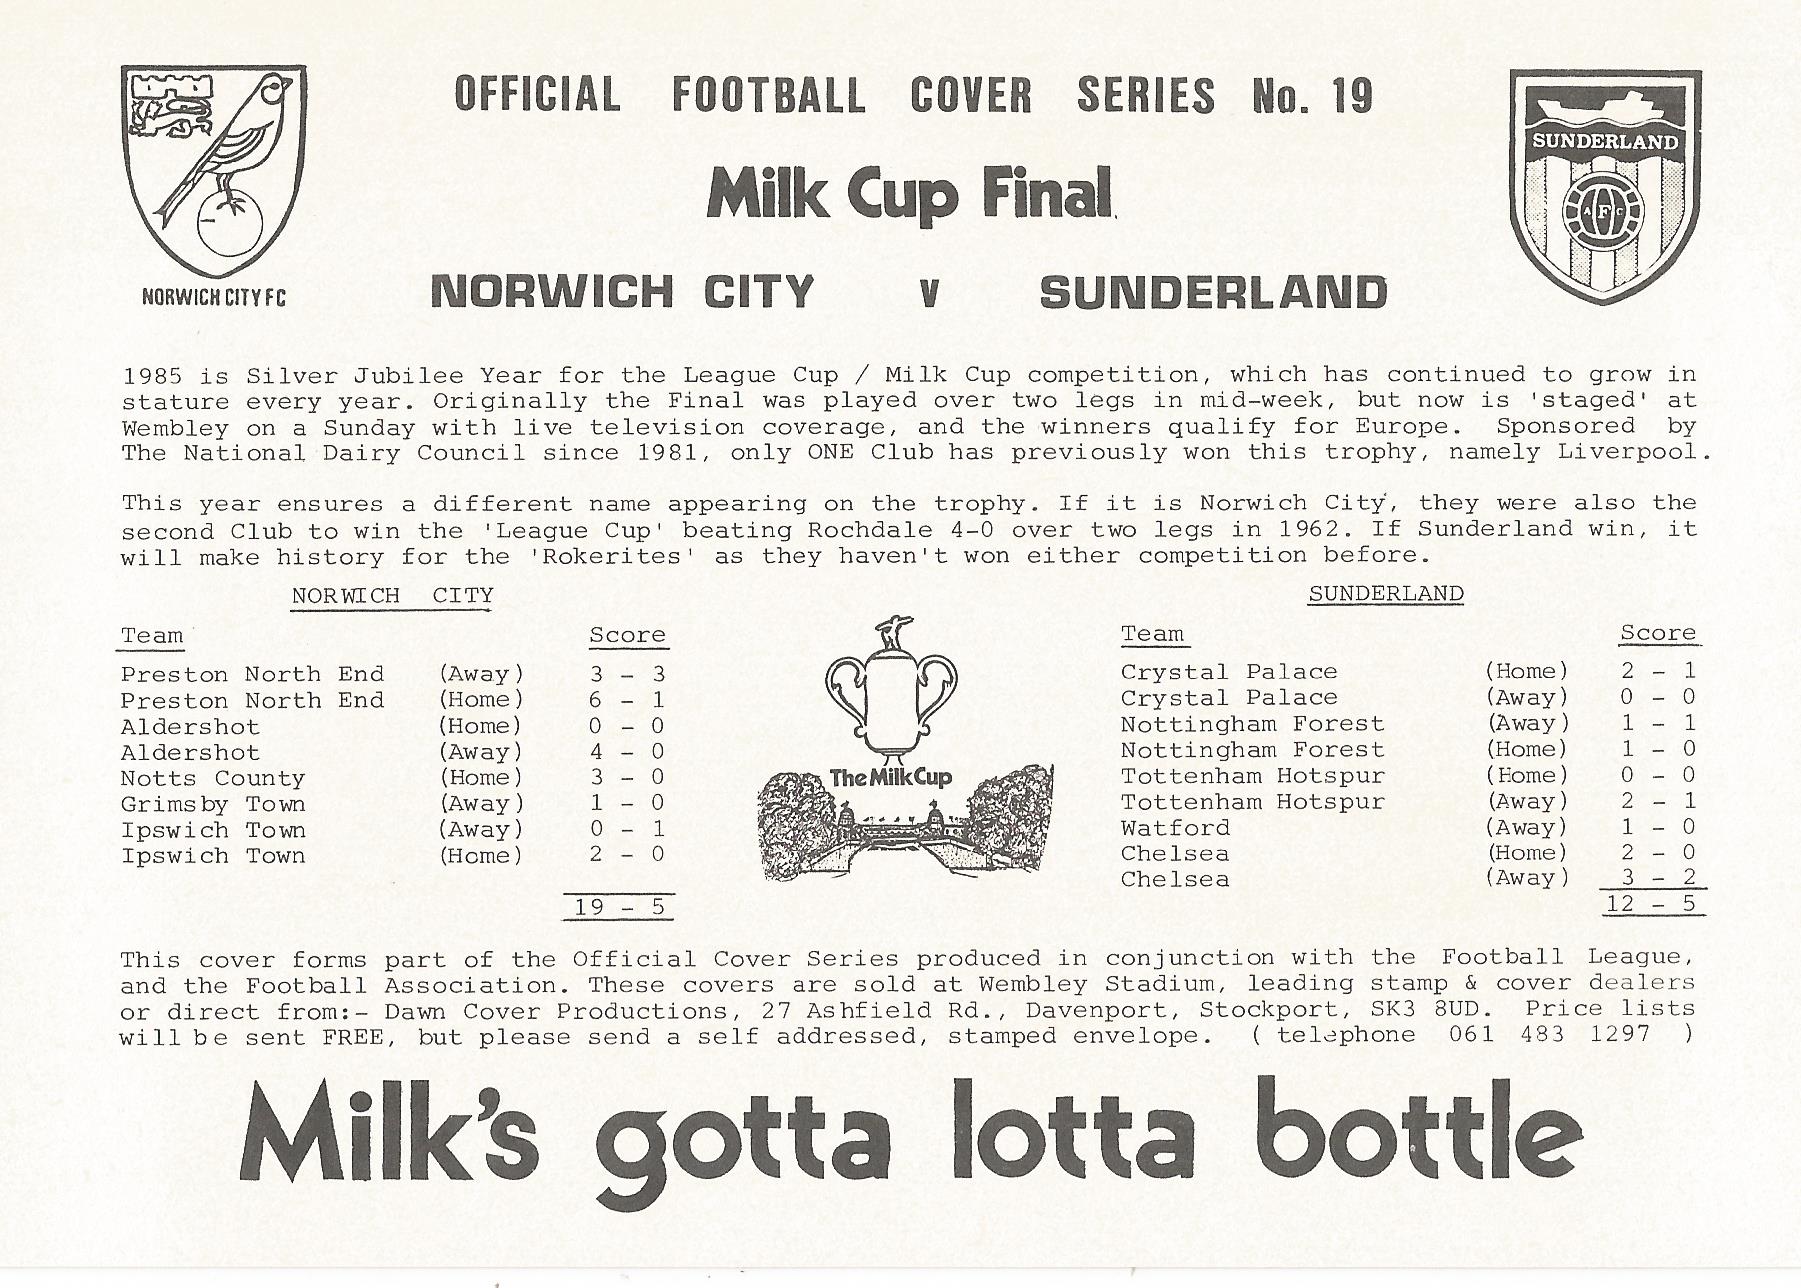 OFFICIAL FOOTBALL COVER SERIES No. 19
Milk Cup Final
NORWICH CITY v SUNDERLAND
NORWICH CITY FC
SUNDERLAND
A F C
1985 is Silver Jubilee Year for the League Cup / Milk Cup competition, which has continued to grow in
stature every year. Originally the Final was played over two legs in mid-week, but now is 'staged' at
Wembley on a Sunday with live television coverage, and the winners qualify for Europe. Sponsored by
The National Dairy Council since 1981, only ONE Club has previously won this trophy, namely Liverpool.
This year ensures a different name appearing on the trophy. If it is Norwich City, they were also the
second Club to win the 'League Cup' beating Rochdale 4-0 over two legs in 1962. If Sunderland win, it
will make history for the 'Rokerites' as they haven't won either competition before.
NORWICH CITY
Team Score
Preston North End (Away) 3 - 3
Preston North End (Home) 6 - 1
Aldershot (Home) 0 - 0
Aldershot (Away) 4 - 0
Notts County (Home) 3 - 0
Grimsby Town (Away) 1 - 0
Ipswich Town (Away) 0 - 1
Ipswich Town (Home) 2 - 0
19 - 5
The Milk Cup
SUNDERLAND
Team Score
Crystal Palace (Home) 2 - 1
Crystal Palace (Away) 0 - 0
Nottingham Forest (Away) 1 - 1
Nottingham Forest (Home) 1 - 0
Tottenham Hotspur (Home) 0 - 0
Tottenham Hotspur (Away) 2 - 1
Watford (Away) 1 - 0
Chelsea (Home) 2 - 0
Chelsea (Away) 3 - 2
12 - 5
This cover forms part of the Official Cover Series produced in conjunction with the Football League,
and the Football Association. These covers are sold at Wembley Stadium, leading stamp & cover dealers
or direct from:- Dawn Cover Productions, 27 Ashfield Rd., Davenport, Stockport, SK3 8UD. Price lists
will be sent FREE, but please send a self addressed, stamped envelope. ( telephone 061 483 1297 )
Milk's gotta lotta bottle